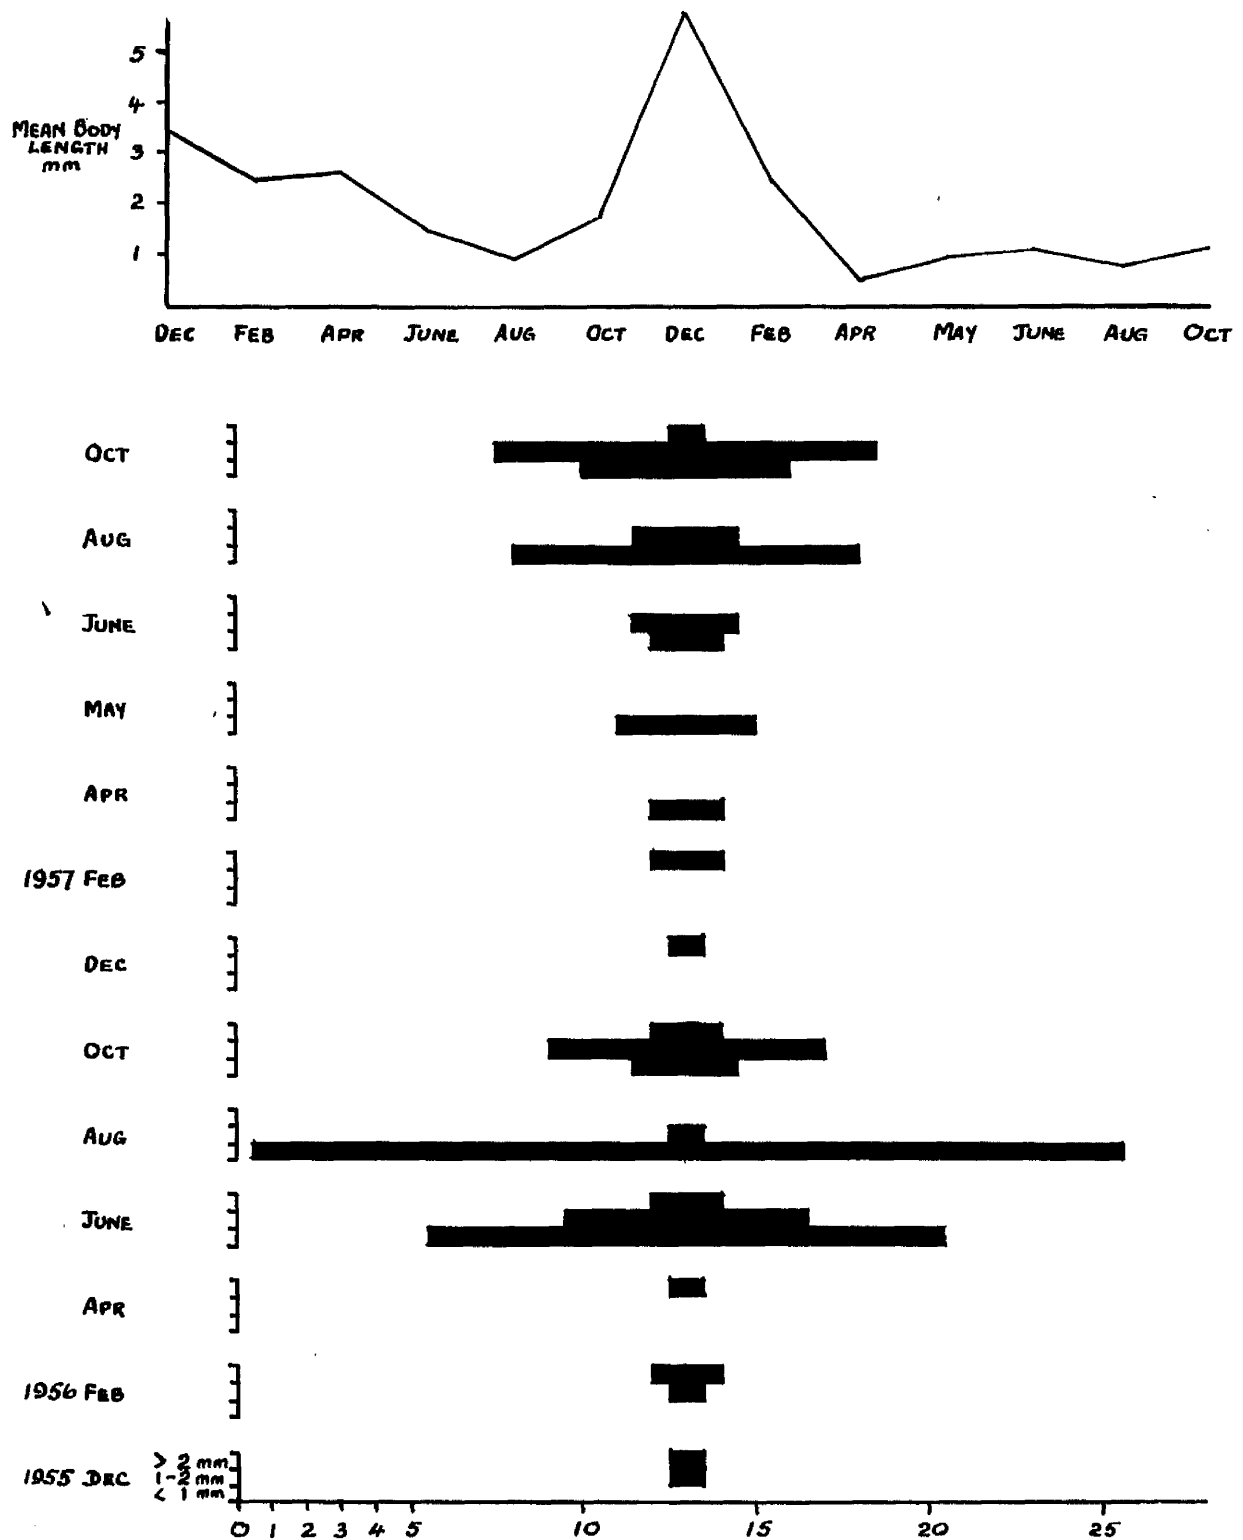 5
4
MEAN BODY
LENGTH
mm
3
2
1
DEC FEB APR JUNE AUG OCT DEC FEB APR MAY JUNE AUG OCT
OCT
AUG
JUNE
MAY
APR
1957 FEB
DEC
OCT
AUG
JUNE
APR
1956 FEB
1955 DEC
> 2 mm
1-2 mm
< 1 mm
0 1 2 3 4 5 10 15 20 25